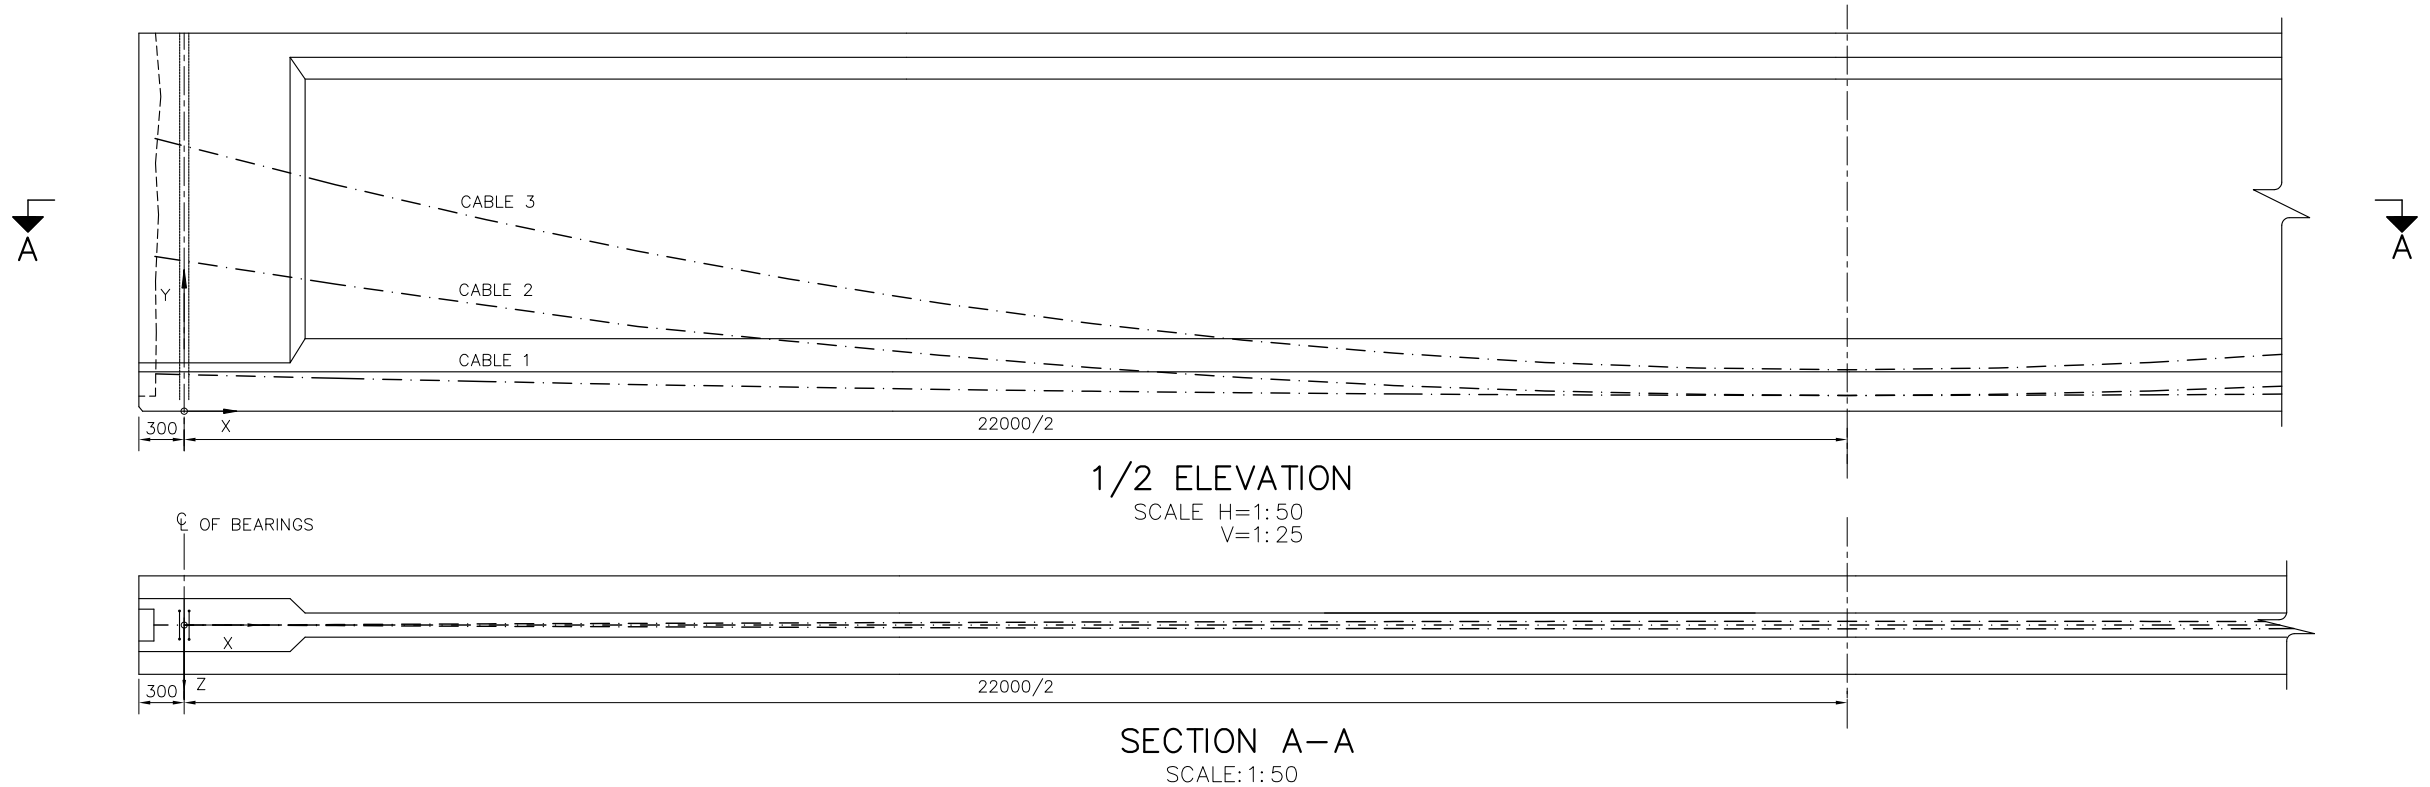 CABLE 3
A
A
CABLE 2
Y
CABLE 1
300
X
22000/2
1/2 ELEVATION
SCALE H=1:50
V=1:25
℄ OF BEARINGS
X
300
Z
22000/2
SECTION A-A
SCALE:1:50